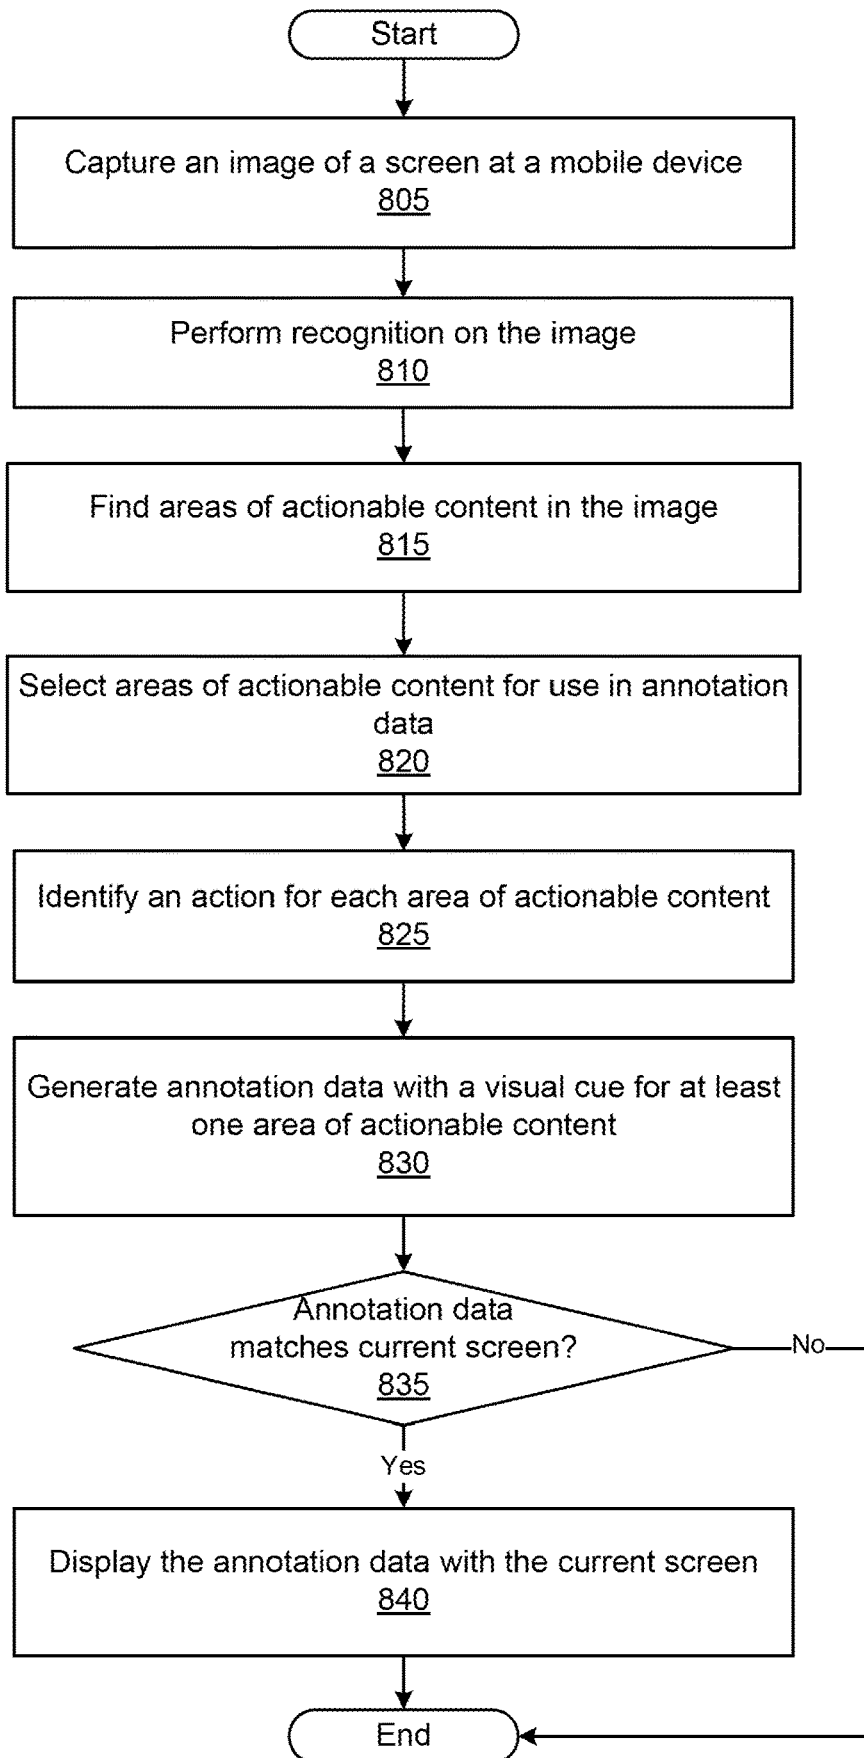 Start
Capture an image of a screen at a mobile device
805
Perform recognition on the image
810
Find areas of actionable content in the image
815
Select areas of actionable content for use in annotation
data
820
Identify an action for each area of actionable content
825
Generate annotation data with a visual cue for at least
one area of actionable content
830
Annotation data
matches current screen?
835
No
Yes
Display the annotation data with the current screen
840
End